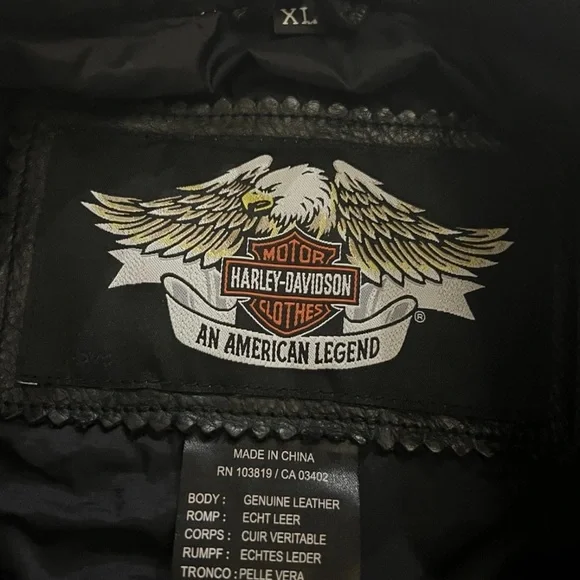 XL
MOTOR
HARLEY-DAVIDSON
CLOTHES
AN AMERICAN LEGEND
®
MADE IN CHINA
RN 103819 / CA 03402
BODY: GENUINE LEATHER
ROMP: ECHT LEER
CORPS: CUIR VERITABLE
RUMPF: ECHTES LEDER
TRONCO: PELLE VERA